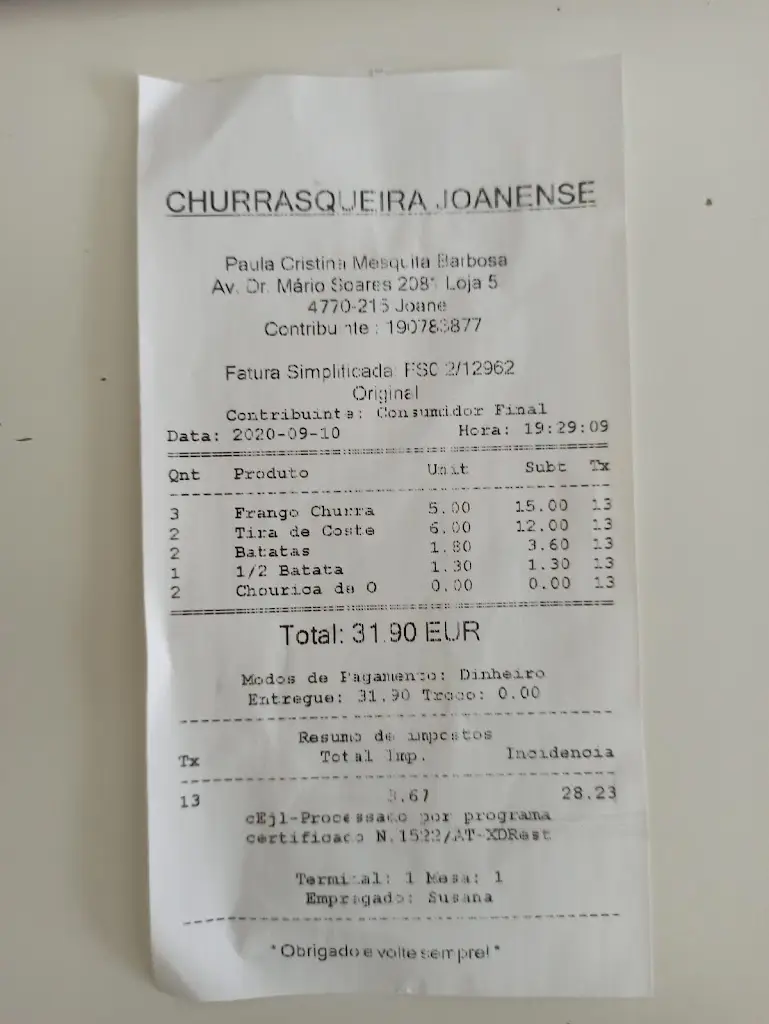 CHURRASQUEIRA JOANENSE
Paula Cristina Mesquita Barbosa
Av. Dr. Mário Soares 2081 Loja 5
4770-215 Joane
Contribuinte : 190783877
Fatura Simplificada FSC 2/12962
Original
Contribuinte: Consumidor Final
Data: 2020-09-10 Hora: 19:29:09
Qnt Produto Unit Subt Tx
3 Frango Churra 5.00 15.00 13
2 Tira de Coste 6.00 12.00 13
2 Batatas 1.80 3.60 13
1 1/2 Batata 1.30 1.30 13
2 Chourica de O 0.00 0.00 13
Total: 31.90 EUR
Modos de Pagamento: Dinheiro
Entregue: 31.90 Troco: 0.00
Resumo de impostos
Tx Total Imp. Incidencia
13 3.67 28.23
cEjl-Processado por programa
certificado N.1522/AT-XDRest
Terminal: 1 Mesa: 1
Empregado: Susana
*Obrigado e volte sempre!*